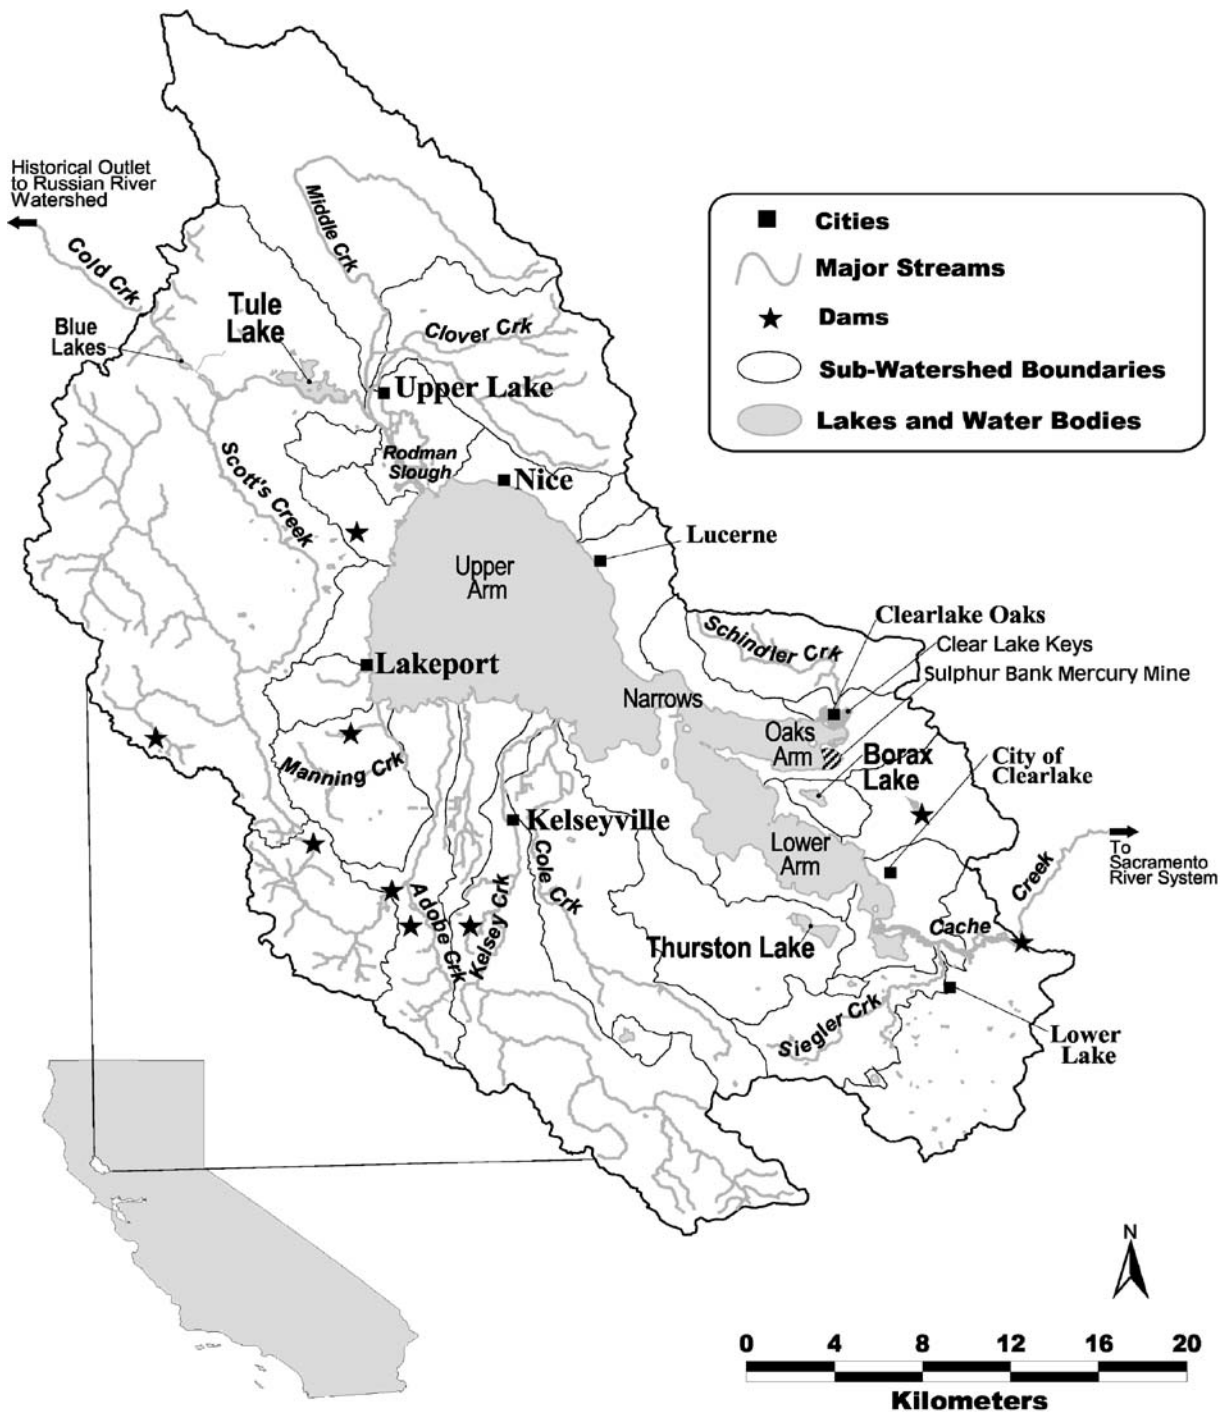 Historical Outlet
to Russian River
Watershed
Cold Crk
Blue
Lakes
Tule
Lake
Middle Crk
Clover Crk
Upper Lake
Rodman
Slough
Nice
Scott's Creek
Lucerne
Upper
Arm
Lakeport
Narrows
Schindler Crk
Clearlake Oaks
Clear Lake Keys
Sulphur Bank Mercury Mine
Oaks
Arm
Borax
Lake
City of
Clearlake
Manning Crk
Kelseyville
Lower
Arm
Cole Crk
Adobe Crk
Kelsey Crk
Thurston Lake
Cache
Creek
To
Sacramento
River System
Siegler Crk
Lower
Lake
Cities
Major Streams
Dams
Sub-Watershed Boundaries
Lakes and Water Bodies
N
0 4 8 12 16 20
Kilometers